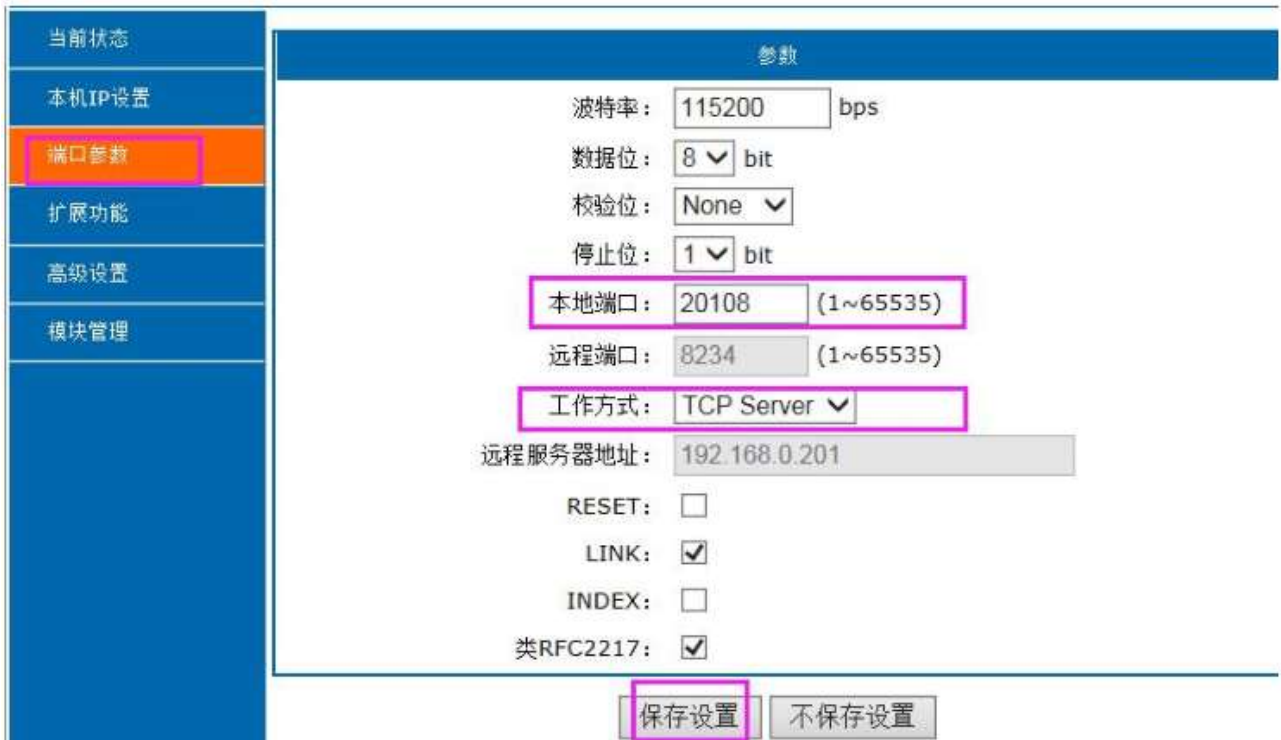 当前状态
本机IP设置
端口参数
扩展功能
高级设置
模块管理
参数
波特率： 115200 bps
数据位： 8 bit
校验位： None
停止位： 1 bit
本地端口： 20108 (1~65535)
远程端口： 8234 (1~65535)
工作方式： TCP Server
远程服务器地址： 192.168.0.201
RESET：
LINK：
INDEX：
类RFC2217：
保存设置 不保存设置